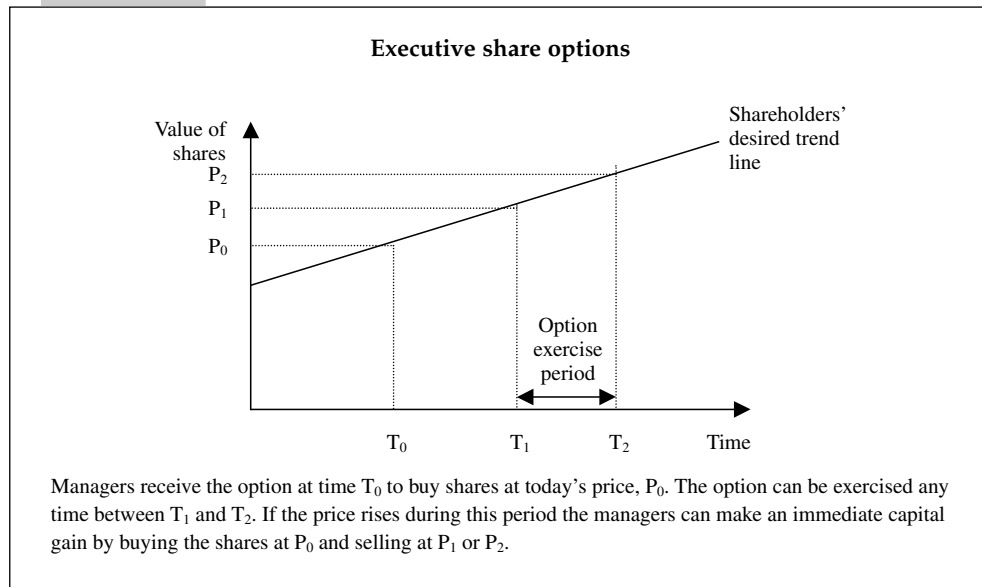 Executive share options
Value of
shares
Shareholders'
desired trend
line
P₂
P₁
P₀
Option
exercise
period
T₀ T₁ T₂ Time
Managers receive the option at time T₀ to buy shares at today's price, P₀. The option can be exercised any
time between T₁ and T₂. If the price rises during this period the managers can make an immediate capital
gain by buying the shares at P₀ and selling at P₁ or P₂.